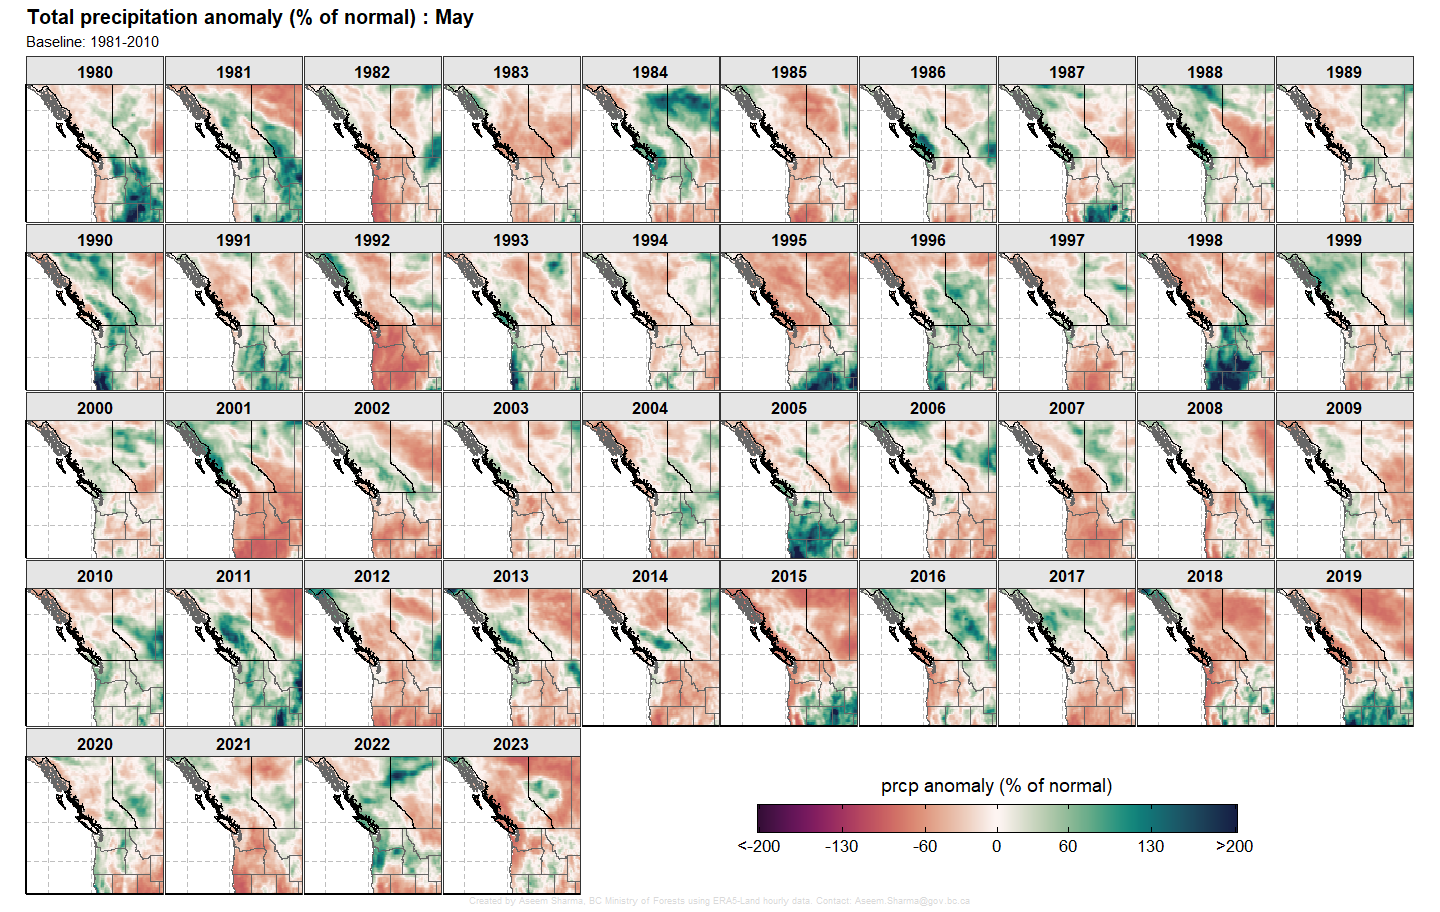 Total precipitation anomaly (% of normal) : May
Baseline: 1981-2010
1980 1981 1982 1983 1984 1985 1986 1987 1988 1989
1990 1991 1992 1993 1994 1995 1996 1997 1998 1999
2000 2001 2002 2003 2004 2005 2006 2007 2008 2009
2010 2011 2012 2013 2014 2015 2016 2017 2018 2019
2020 2021 2022 2023
prcp anomaly (% of normal)
<-200 -130 -60 0 60 130 >200
Created by Aseem Sharma, BC Ministry of Forests using ERA5-Land hourly data. Contact: Aseem.Sharma@gov.bc.ca